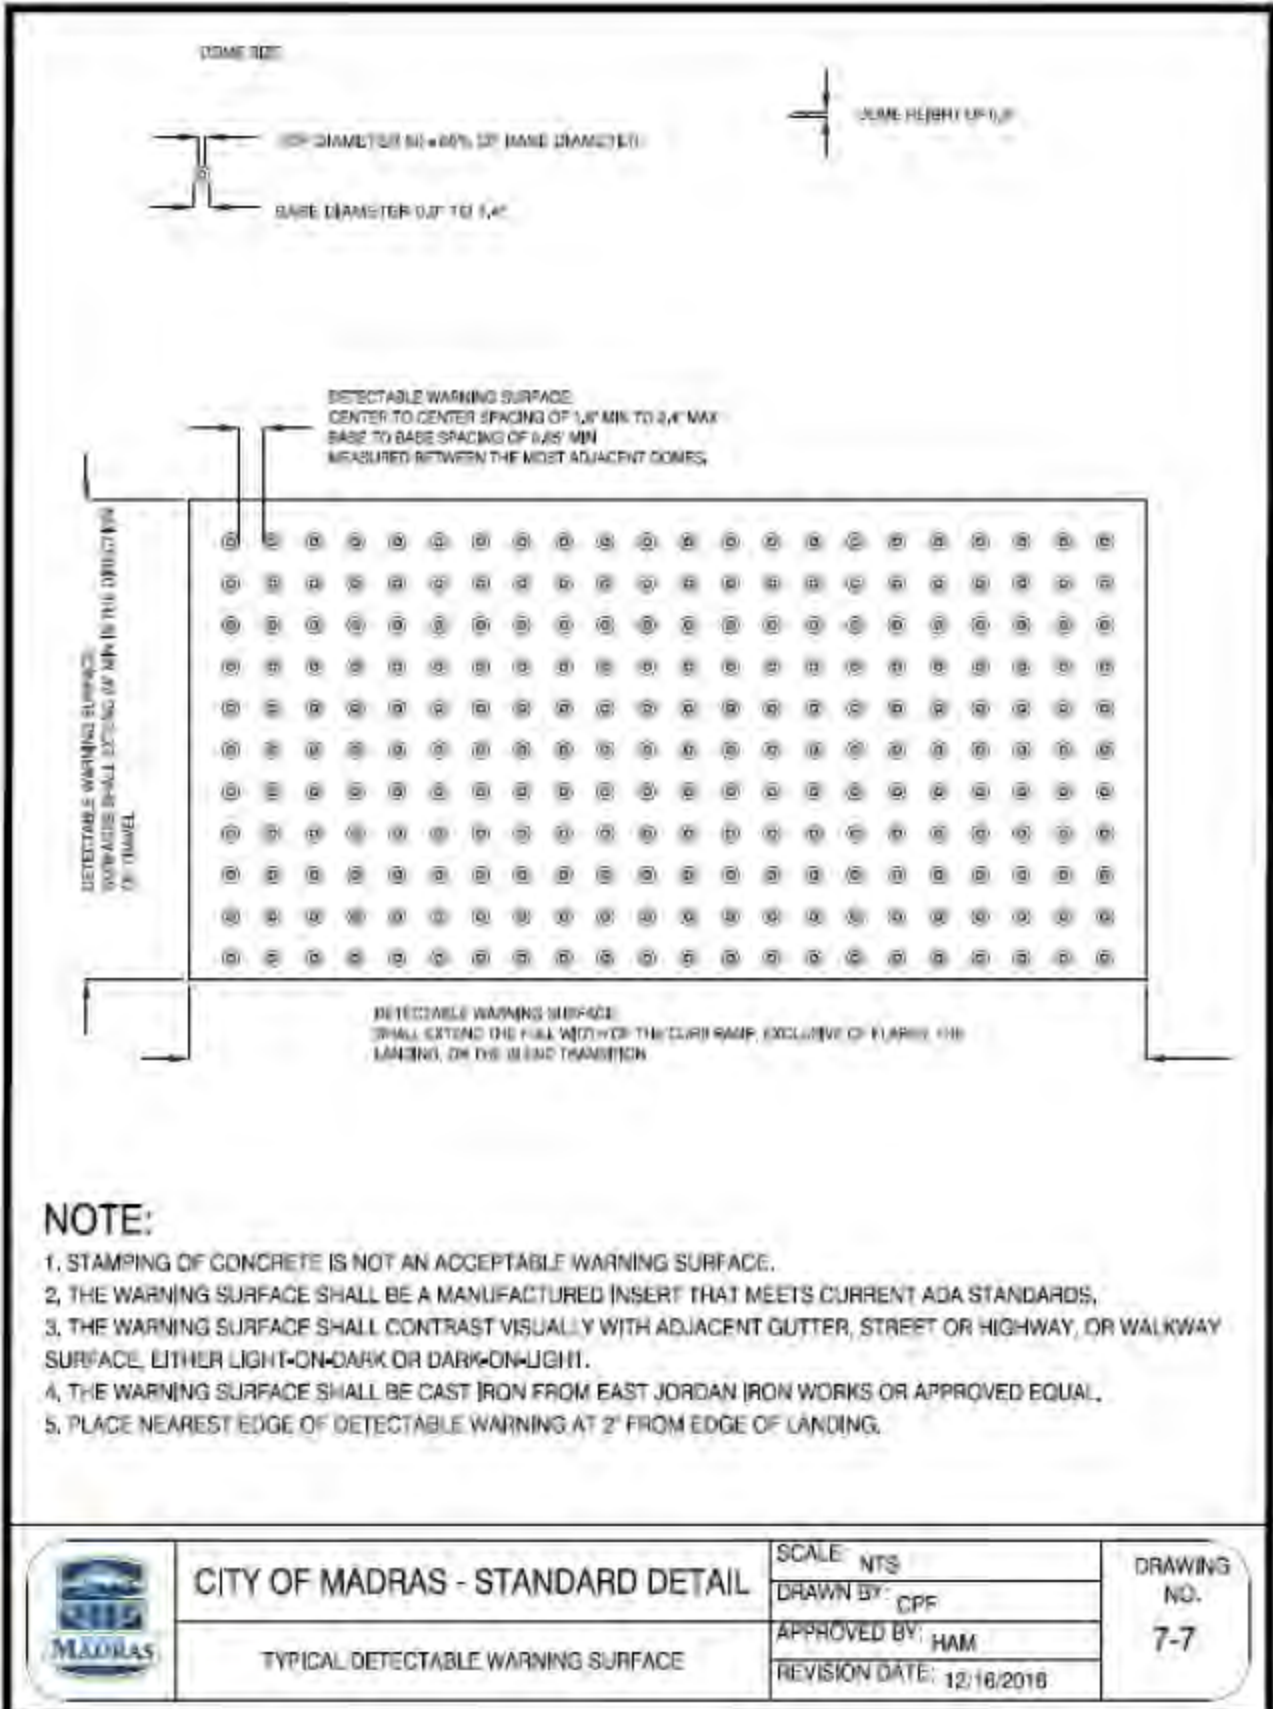 DOME SIZE
TOP DIAMETER 50 - 65% OF BASE DIAMETER
DOME HEIGHT OF 0.2"
BASE DIAMETER 0.9" TO 1.4"
DETECTABLE WARNING SURFACE
CENTER TO CENTER SPACING OF 1.6" MIN TO 2.4" MAX
BASE TO BASE SPACING OF 0.65" MIN
MEASURED BETWEEN THE MOST ADJACENT DOMES.
DETECTABLE WARNING SURFACE
SURFACES SHALL EXTEND MIN IN THE DIRECTION
OF TRAVEL
DETECTABLE WARNING SURFACE
SHALL EXTEND THE FULL WIDTH OF THE CURB RAMP, EXCLUSIVE OF FLARES, THE
LANDING, OR THE BLEND TRANSITION
NOTE:
1. STAMPING OF CONCRETE IS NOT AN ACCEPTABLE WARNING SURFACE.
2. THE WARNING SURFACE SHALL BE A MANUFACTURED INSERT THAT MEETS CURRENT ADA STANDARDS.
3. THE WARNING SURFACE SHALL CONTRAST VISUALLY WITH ADJACENT GUTTER, STREET OR HIGHWAY, OR WALKWAY
SURFACE, EITHER LIGHT-ON-DARK OR DARK-ON-LIGHT.
4. THE WARNING SURFACE SHALL BE CAST IRON FROM EAST JORDAN IRON WORKS OR APPROVED EQUAL.
5. PLACE NEAREST EDGE OF DETECTABLE WARNING AT 2" FROM EDGE OF LANDING.
MADRAS
CITY OF MADRAS - STANDARD DETAIL
TYPICAL DETECTABLE WARNING SURFACE
SCALE: NTS
DRAWN BY: CPF
APPROVED BY: HAM
REVISION DATE: 12/16/2016
DRAWING
NO.
7-7